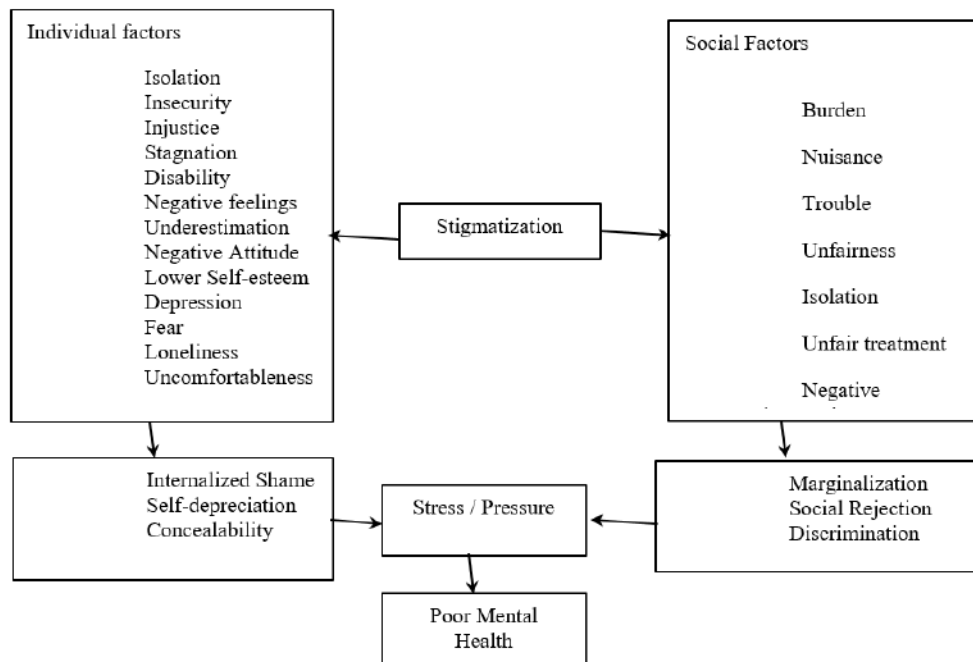 Individual factors
Isolation
Insecurity
Injustice
Stagnation
Disability
Negative feelings
Underestimation
Negative Attitude
Lower Self-esteem
Depression
Fear
Loneliness
Uncomfortableness
Stigmatization
Social Factors
Burden
Nuisance
Trouble
Unfairness
Isolation
Unfair treatment
Negative
Internalized Shame
Self-depreciation
Concealability
Stress / Pressure
Marginalization
Social Rejection
Discrimination
Poor Mental
Health